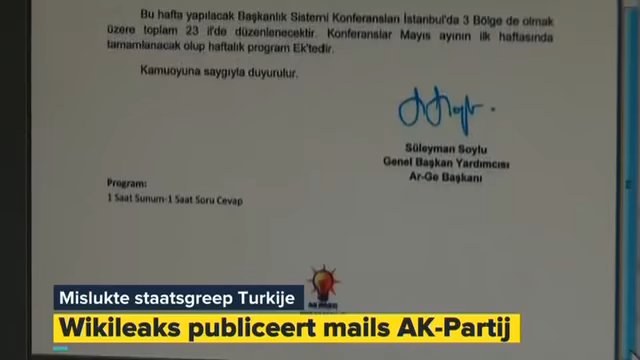 Bu hafta yapılacak Başkanlık Sistemi Konferansları İstanbul'da 3 Bölge de olmak
üzere toplam 23 il'de düzenlenecektir. Konferanslar Mayıs ayının ilk haftasında
tamamlanacak olup haftalık program Ek'tedir.
Kamuoyuna saygıyla duyurulur.
Süleyman Soylu
Genel Başkan Yardımcısı
Ar-Ge Başkanı
Program:
1 Saat Sunum-1 Saat Soru Cevap
AK PARTİ
Mislukte staatsgreep Turkije
Wikileaks publiceert mails AK-Partij